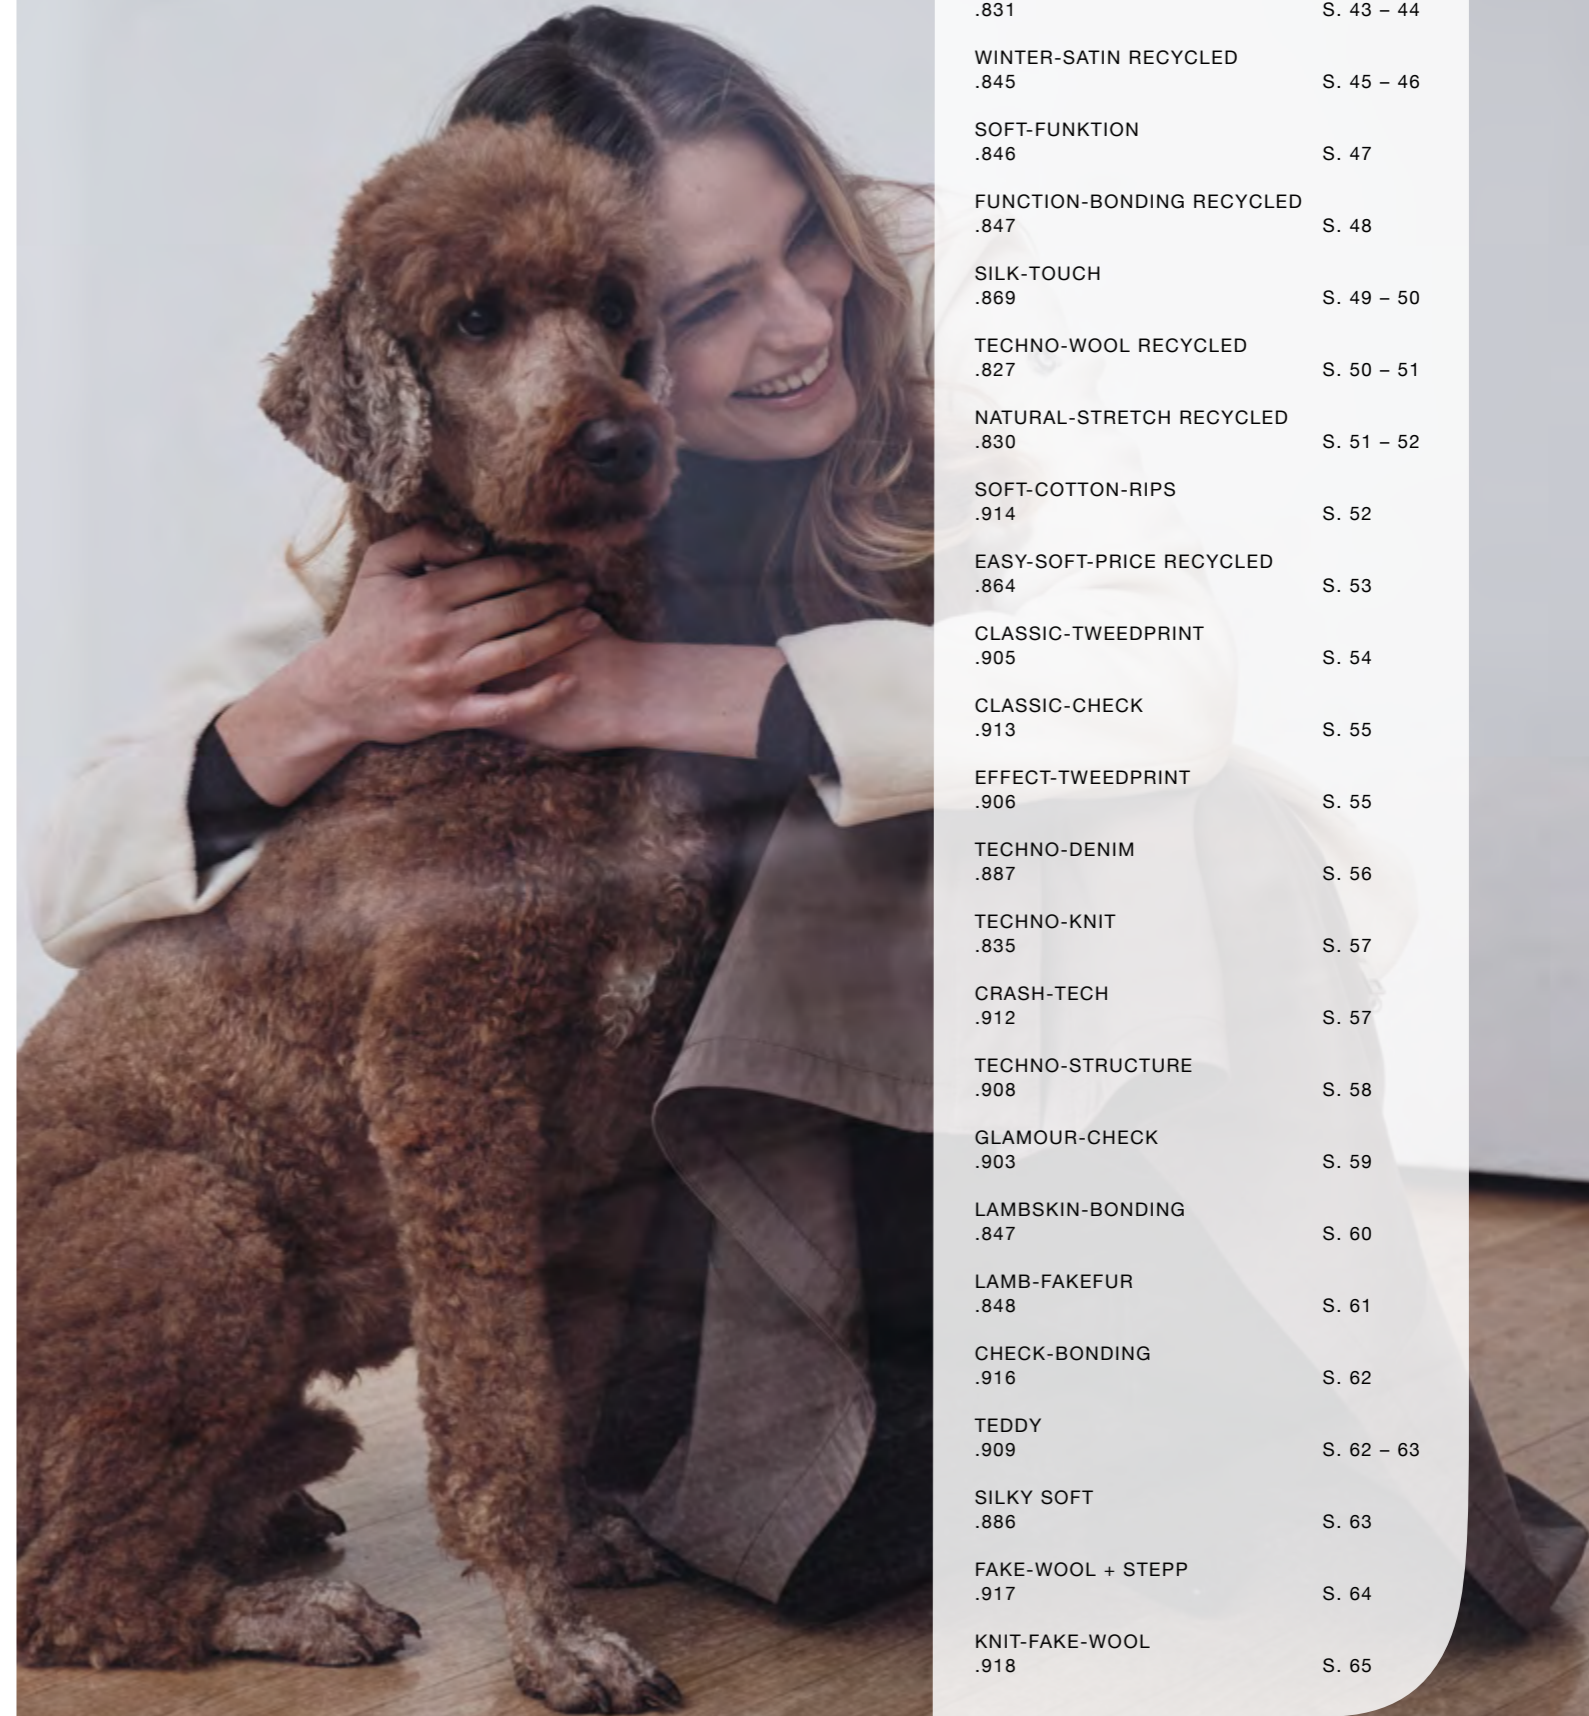 .831 S. 43 – 44
WINTER-SATIN RECYCLED
.845 S. 45 – 46
SOFT-FUNKTION
.846 S. 47
FUNCTION-BONDING RECYCLED
.847 S. 48
SILK-TOUCH
.869 S. 49 – 50
TECHNO-WOOL RECYCLED
.827 S. 50 – 51
NATURAL-STRETCH RECYCLED
.830 S. 51 – 52
SOFT-COTTON-RIPS
.914 S. 52
EASY-SOFT-PRICE RECYCLED
.864 S. 53
CLASSIC-TWEEDPRINT
.905 S. 54
CLASSIC-CHECK
.913 S. 55
EFFECT-TWEEDPRINT
.906 S. 55
TECHNO-DENIM
.887 S. 56
TECHNO-KNIT
.835 S. 57
CRASH-TECH
.912 S. 57
TECHNO-STRUCTURE
.908 S. 58
GLAMOUR-CHECK
.903 S. 59
LAMBSKIN-BONDING
.847 S. 60
LAMB-FAKEFUR
.848 S. 61
CHECK-BONDING
.916 S. 62
TEDDY
.909 S. 62 – 63
SILKY SOFT
.886 S. 63
FAKE-WOOL + STEPP
.917 S. 64
KNIT-FAKE-WOOL
.918 S. 65